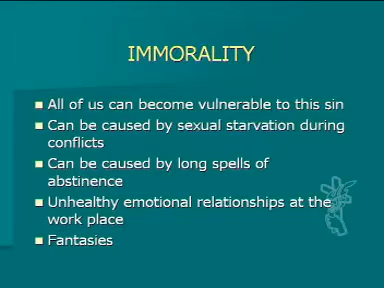 IMMORALITY
All of us can become vulnerable to this sin
Can be caused by sexual starvation during
conflicts
Can be caused by long spells of
abstinence
Unhealthy emotional relationships at the
work place
Fantasies